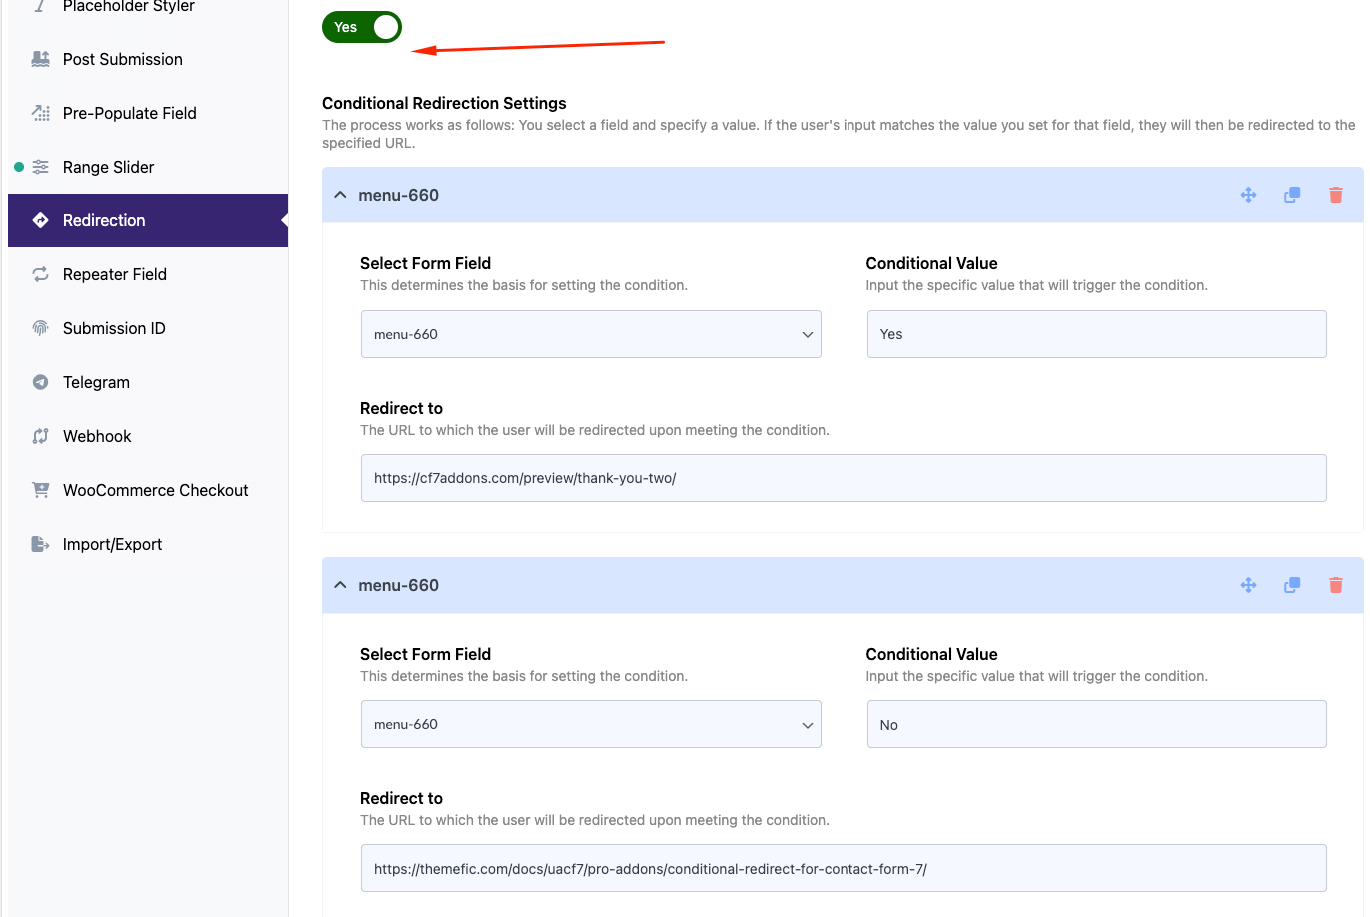 Placeholder Styler
Post Submission
Pre-Populate Field
Range Slider
Redirection
Repeater Field
Submission ID
Telegram
Webhook
WooCommerce Checkout
Import/Export
Yes
Conditional Redirection Settings
The process works as follows: You select a field and specify a value. If the user's input matches the value you set for that field, they will then be redirected to the
specified URL.
menu-660
Select Form Field
This determines the basis for setting the condition.
menu-660
Conditional Value
Input the specific value that will trigger the condition.
Yes
Redirect to
The URL to which the user will be redirected upon meeting the condition.
https://cf7addons.com/preview/thank-you-two/
menu-660
Select Form Field
This determines the basis for setting the condition.
menu-660
Conditional Value
Input the specific value that will trigger the condition.
No
Redirect to
The URL to which the user will be redirected upon meeting the condition.
https://themefic.com/docs/uacf7/pro-addons/conditional-redirect-for-contact-form-7/